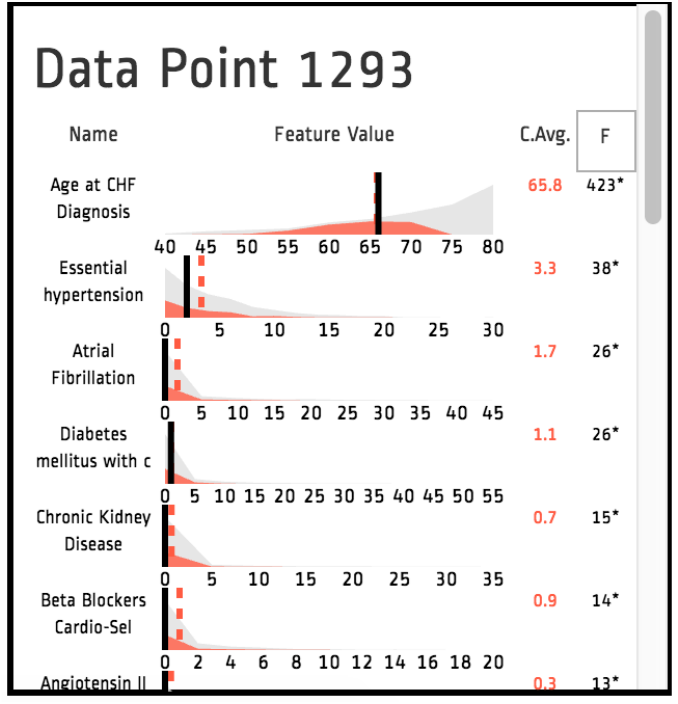 Data Point 1293
Name Feature Value C.Avg. F
Age at CHF 65.8 423*
Diagnosis
40 45 50 55 60 65 70 75 80
Essential 3.3 38*
hypertension
0 5 10 15 20 25 30
Atrial 1.7 26*
Fibrillation
0 5 10 15 20 25 30 35 40 45
Diabetes 1.1 26*
mellitus with c
0 5 10 15 20 25 30 35 40 45 50 55
Chronic Kidney 0.7 15*
Disease
0 5 10 15 20 25 30 35
Beta Blockers 0.9 14*
Cardio-Sel
0 2 4 6 8 10 12 14 16 18 20
Angiotensin II 0.3 13*